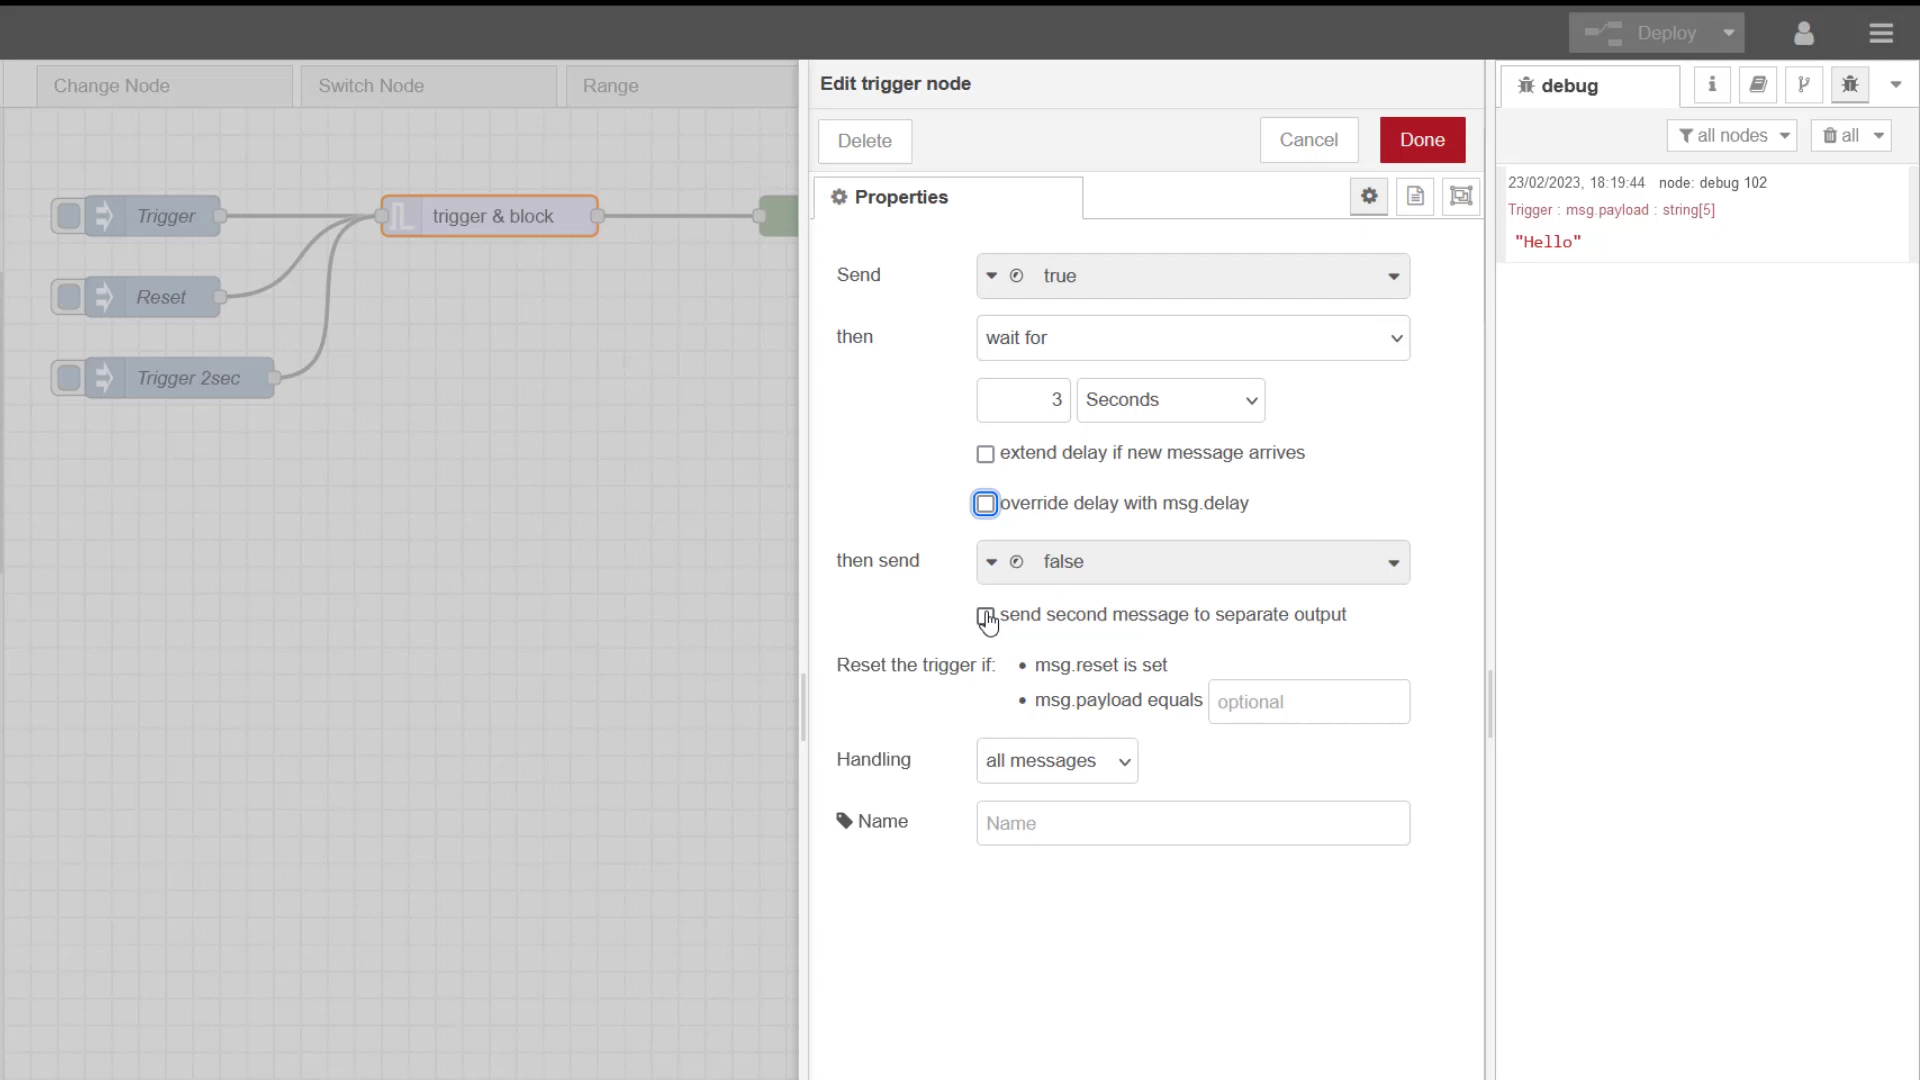 Deploy
Change Node
Switch Node
Range
Edit trigger node
debug
Delete
Cancel
Done
all nodes
all
Properties
23/02/2023, 18:19:44 node: debug 102
Trigger : msg.payload : string[5]
"Hello"
Trigger
trigger & block
Reset
Trigger 2sec
Send
true
then
wait for
3
Seconds
extend delay if new message arrives
override delay with msg.delay
then send
false
send second message to separate output
Reset the trigger if:
• msg.reset is set
• msg.payload equals
optional
Handling
all messages
Name
Name